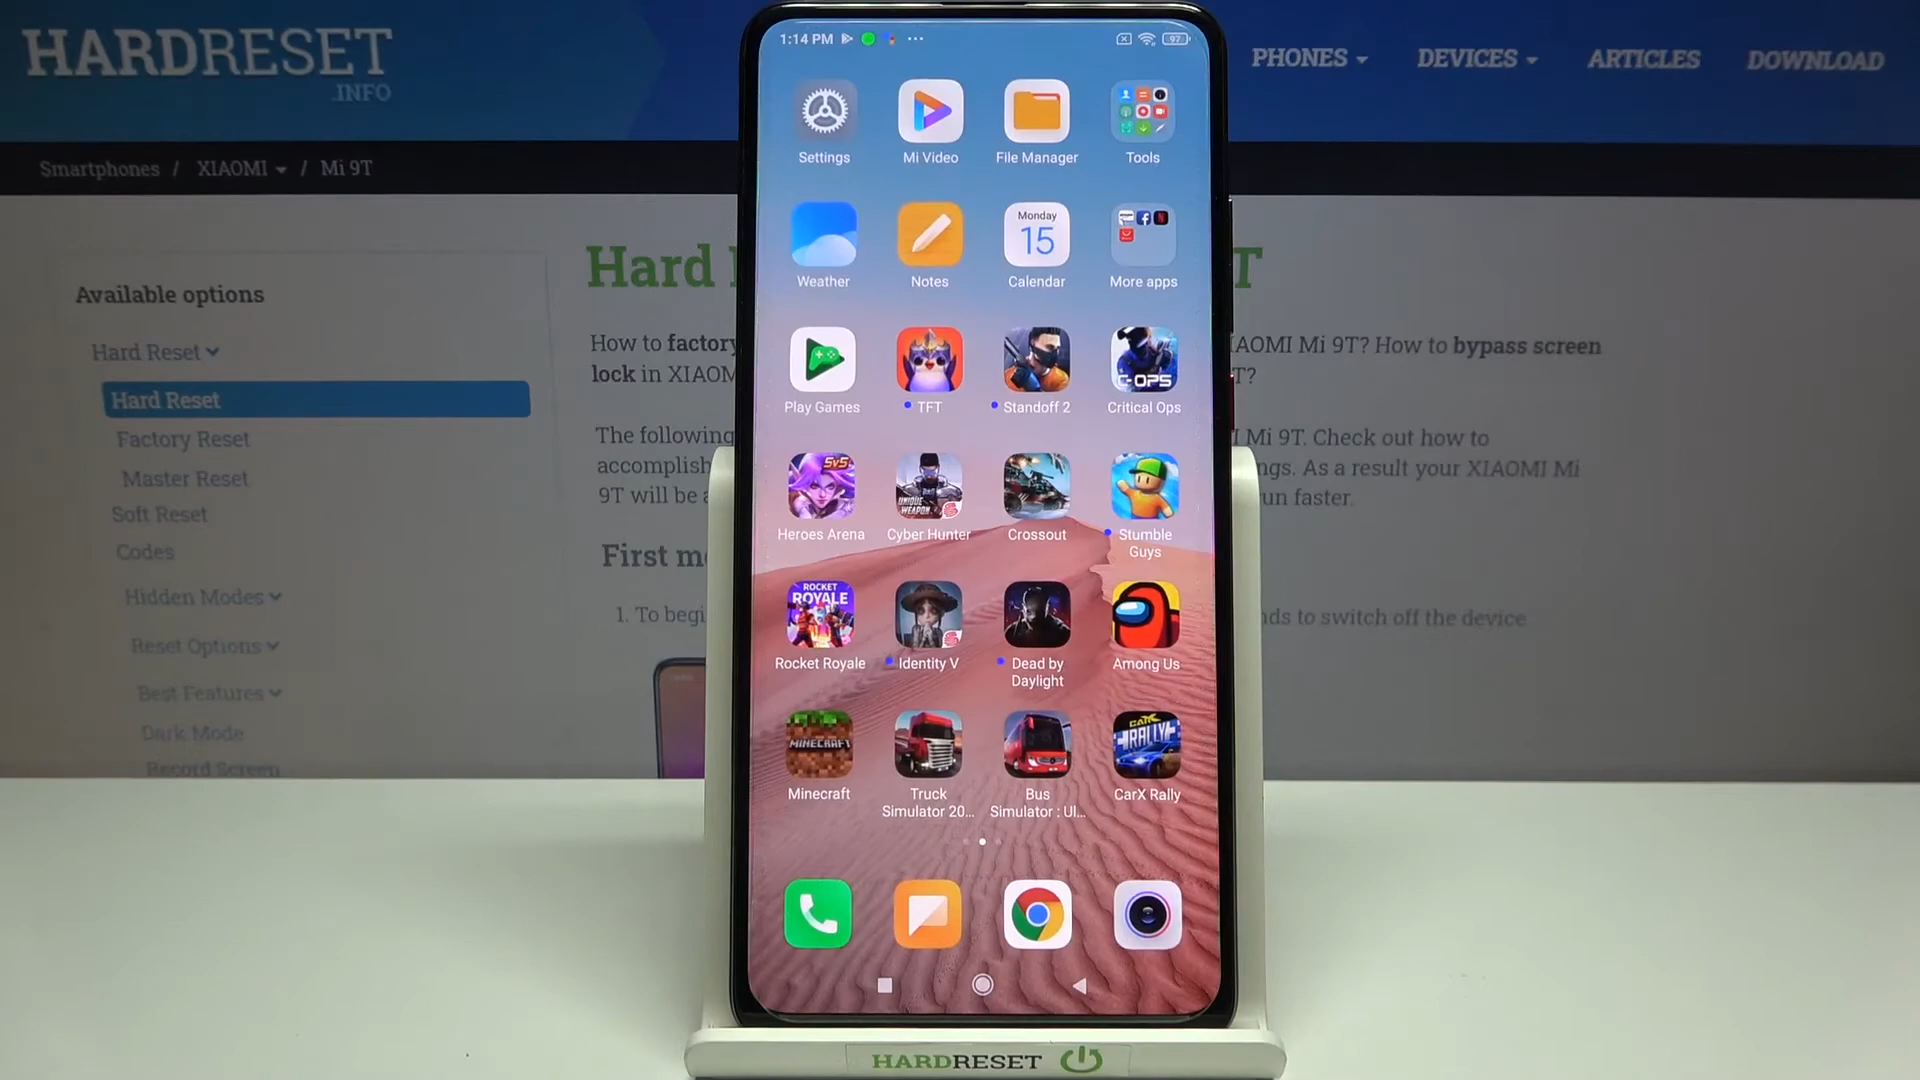 HARDRESET
.INFO
PHONES DEVICES ARTICLES DOWNLOAD
Smartphones / XIAOMI / Mi 9T
Available options
Hard Reset
Hard Reset
Factory Reset
Master Reset
Soft Reset
Codes
Hidden Modes
Reset Options
Best Features
Dark Mode
Record Screen
Hard
T
How to factory
IAOMI Mi 9T? How to bypass screen
lock in XIAOM
T?
The following
I Mi 9T. Check out how to
accomplish
ngs. As a result your XIAOMI Mi
9T will be a
un faster.
First m
1. To begi
nds to switch off the device
1:14 PM
97
Settings Mi Video File Manager Tools
Monday
15
Weather Notes Calendar More apps
C-OPS
Play Games TFT Standoff 2 Critical Ops
5v5
UNIQUE
WEAPON
Heroes Arena Cyber Hunter Crossout Stumble
Guys
ROCKET
ROYALE
Rocket Royale Identity V Dead by
Daylight
Among Us
MINECRAFT
CARX
RALLY
Minecraft Truck
Simulator 20...
Bus
Simulator : Ul...
CarX Rally
HARDRESET